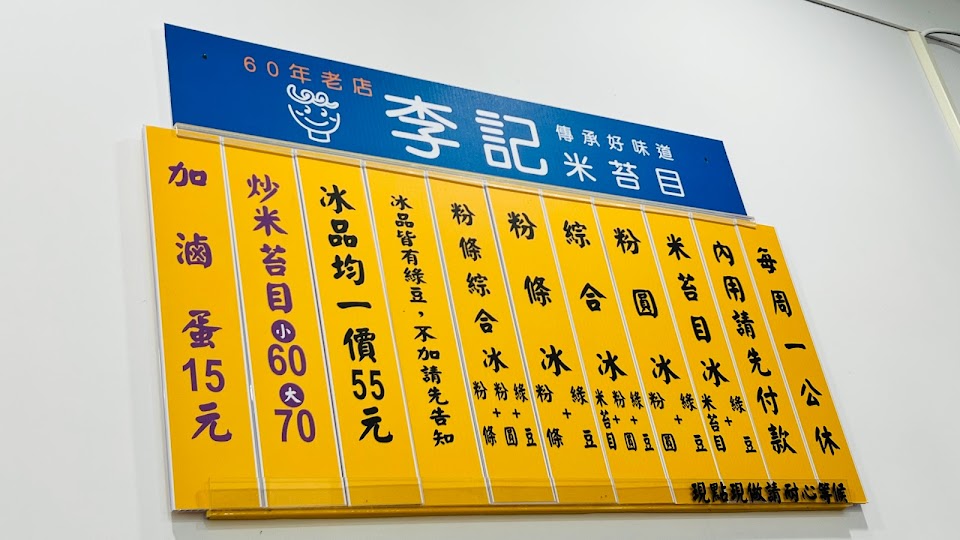 60年老店
李記
傳承好味道
米苔目
每周一公休
內用請先付款
米苔目冰
綠豆+米苔目
粉圓冰
綠豆+粉圓
綜合冰
綠豆+粉圓+米苔目
粉條冰
綠豆+粉條
粉條綜合冰
綠豆+粉圓+粉條
冰品皆有綠豆，不加請先告知
冰品均一價55元
炒米苔目小60大70
加滷蛋15元
現點現做請耐心等候